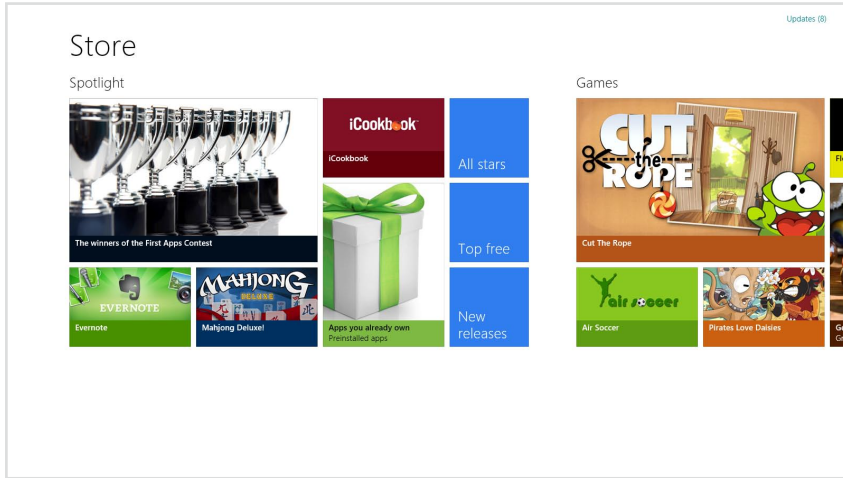 Updates (8)
Store
Spotlight
Games
iCookbook
iCookbook
All stars
The winners of the First Apps Contest
Top free
EVERNOTE
Evernote
MAHJONG
DELUXE
Mahjong Deluxe!
Apps you already own
Preinstalled apps
New
releases
CUT
the
ROPE
Cut The Rope
air soccer
Air Soccer
Pirates Love Daisies